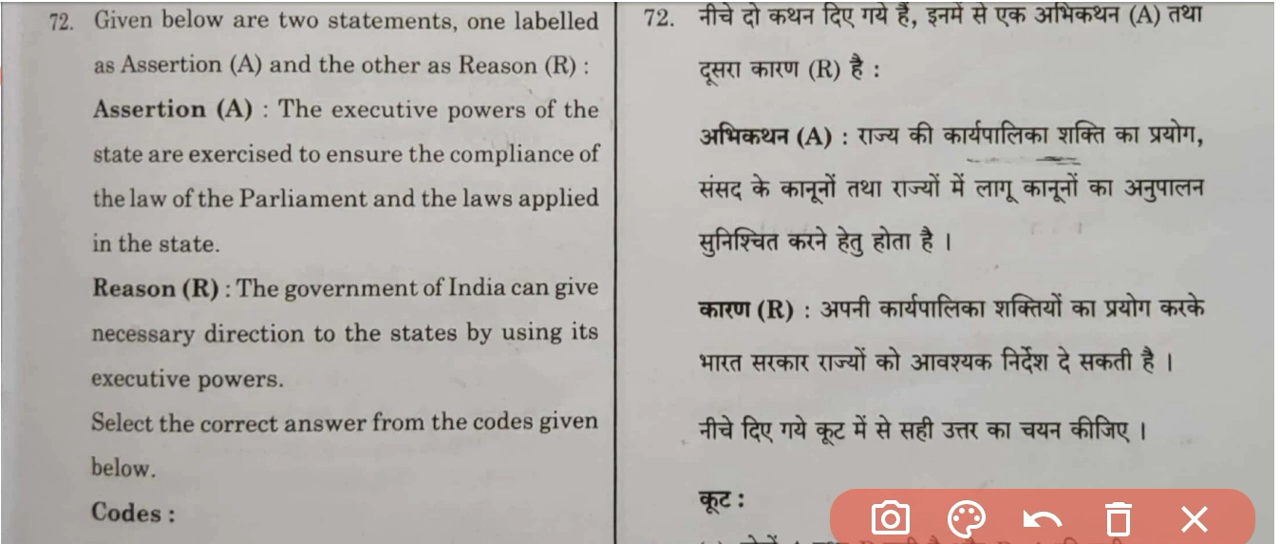 72. Given below are two statements, one labelled
as Assertion (A) and the other as Reason (R) :
Assertion (A) : The executive powers of the
state are exercised to ensure the compliance of
the law of the Parliament and the laws applied
in the state.
Reason (R) : The government of India can give
necessary direction to the states by using its
executive powers.
Select the correct answer from the codes given
below.
Codes :
72. नीचे दो कथन दिए गये हैं, इनमें से एक अभिकथन (A) तथा
दूसरा कारण (R) है :
अभिकथन (A) : राज्य की कार्यपालिका शक्ति का प्रयोग,
संसद के कानूनों तथा राज्यों में लागू कानूनों का अनुपालन
सुनिश्चित करने हेतु होता है ।
कारण (R) : अपनी कार्यपालिका शक्तियों का प्रयोग करके
भारत सरकार राज्यों को आवश्यक निर्देश दे सकती है ।
नीचे दिए गये कूट में से सही उत्तर का चयन कीजिए ।
कूट :